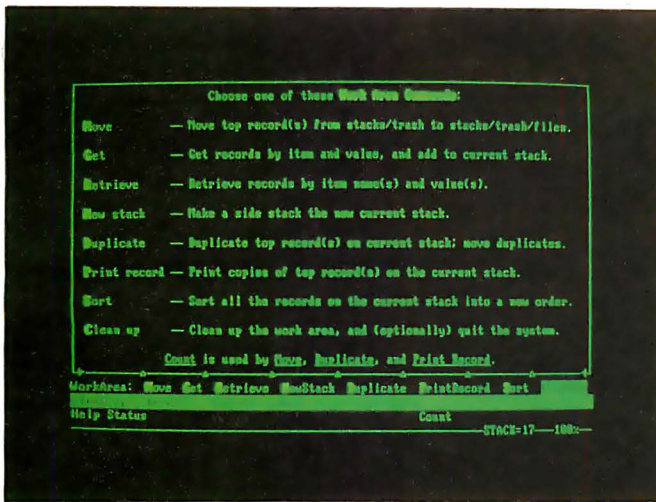 Choose one of these Work Area Commands:
Move — Move top record(s) from stacks/trash to stacks/trash/files.
Get — Get records by item and value, and add to current stack.
Retrieve — Retrieve records by item name(s) and value(s).
New stack — Make a side stack the new current stack.
Duplicate — Duplicate top record(s) on current stack; move duplicates.
Print record — Print copies of top record(s) on the current stack.
Sort — Sort all the records on the current stack into a new order.
Clean up — Clean up the work area, and (optionally) quit the system.
Count is used by Move, Duplicate, and Print Record.
WorkArea: Move Get Retrieve NewStack Duplicate PrintRecord Sort
Help Status Count
STACK=17 100%